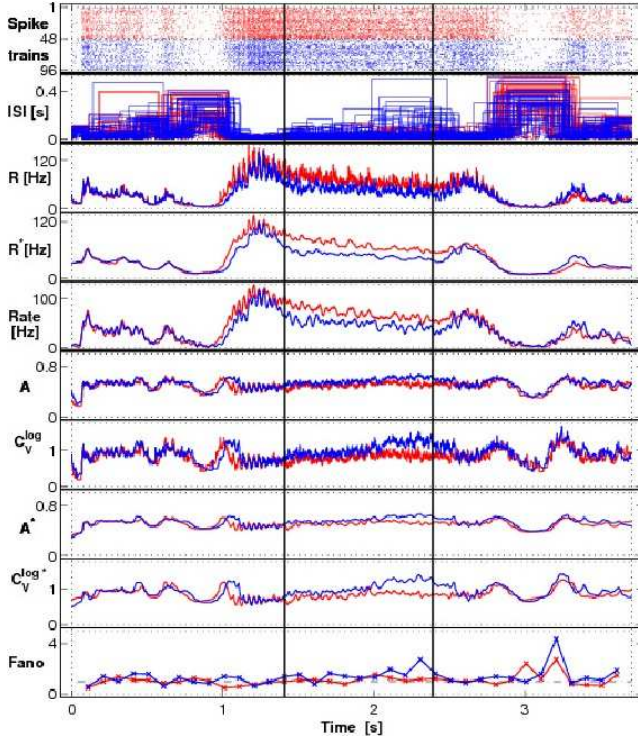 1
Spike
48
trains
96
0.4
ISI [s]
0
120
R [Hz]
0
120
R* [Hz]
0
100
Rate
[Hz]
0
0.8
A
0
C_V^log
1
0
0.8
A*
0
C_V^log*
1
0
4
Fano
0
0 1 2 3
Time [s]